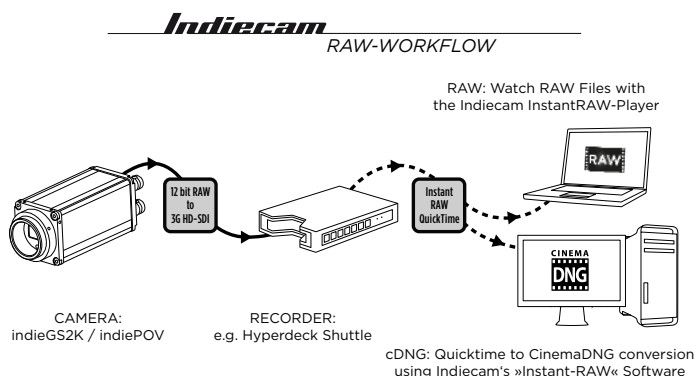 Indiecam
RAW-WORKFLOW
RAW: Watch RAW Files with
the Indiecam InstantRAW-Player
RAW
12 bit RAW
to
3G HD-SDI
Instant
RAW
QuickTime
CINEMA
DNG
CAMERA:
indieGS2K / indiePOV
RECORDER:
e.g. Hyperdeck Shuttle
cDNG: Quicktime to CinemaDNG conversion
using Indiecam's »Instant-RAW« Software